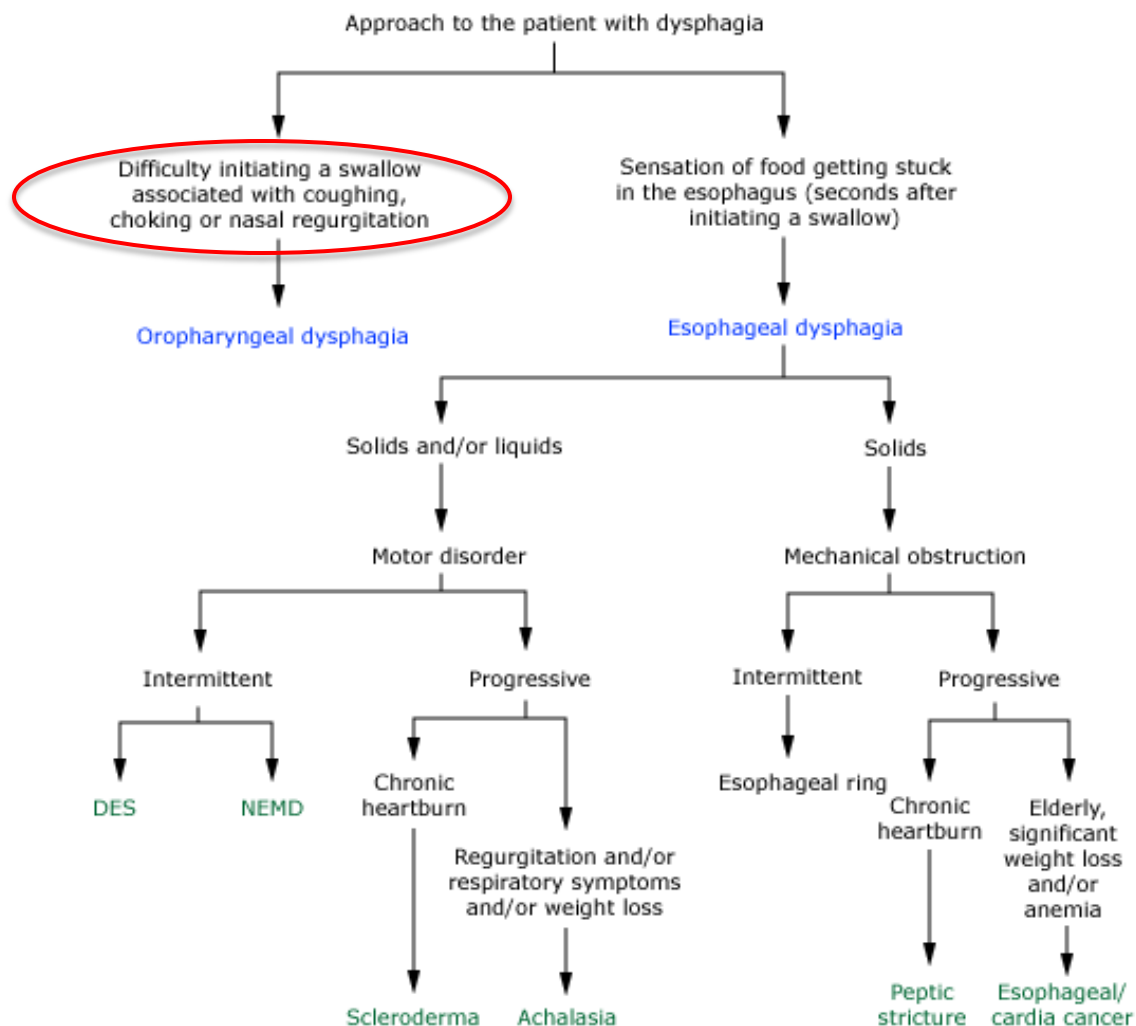 Approach to the patient with dysphagia
Difficulty initiating a swallow
associated with coughing,
choking or nasal regurgitation
Sensation of food getting stuck
in the esophagus (seconds after
initiating a swallow)
Oropharyngeal dysphagia
Esophageal dysphagia
Solids and/or liquids
Solids
Motor disorder
Mechanical obstruction
Intermittent
Progressive
Intermittent
Progressive
DES
NEMD
Chronic
heartburn
Regurgitation and/or
respiratory symptoms
and/or weight loss
Esophageal ring
Chronic
heartburn
Elderly,
significant
weight loss
and/or
anemia
Scleroderma
Achalasia
Peptic
stricture
Esophageal/
cardia cancer